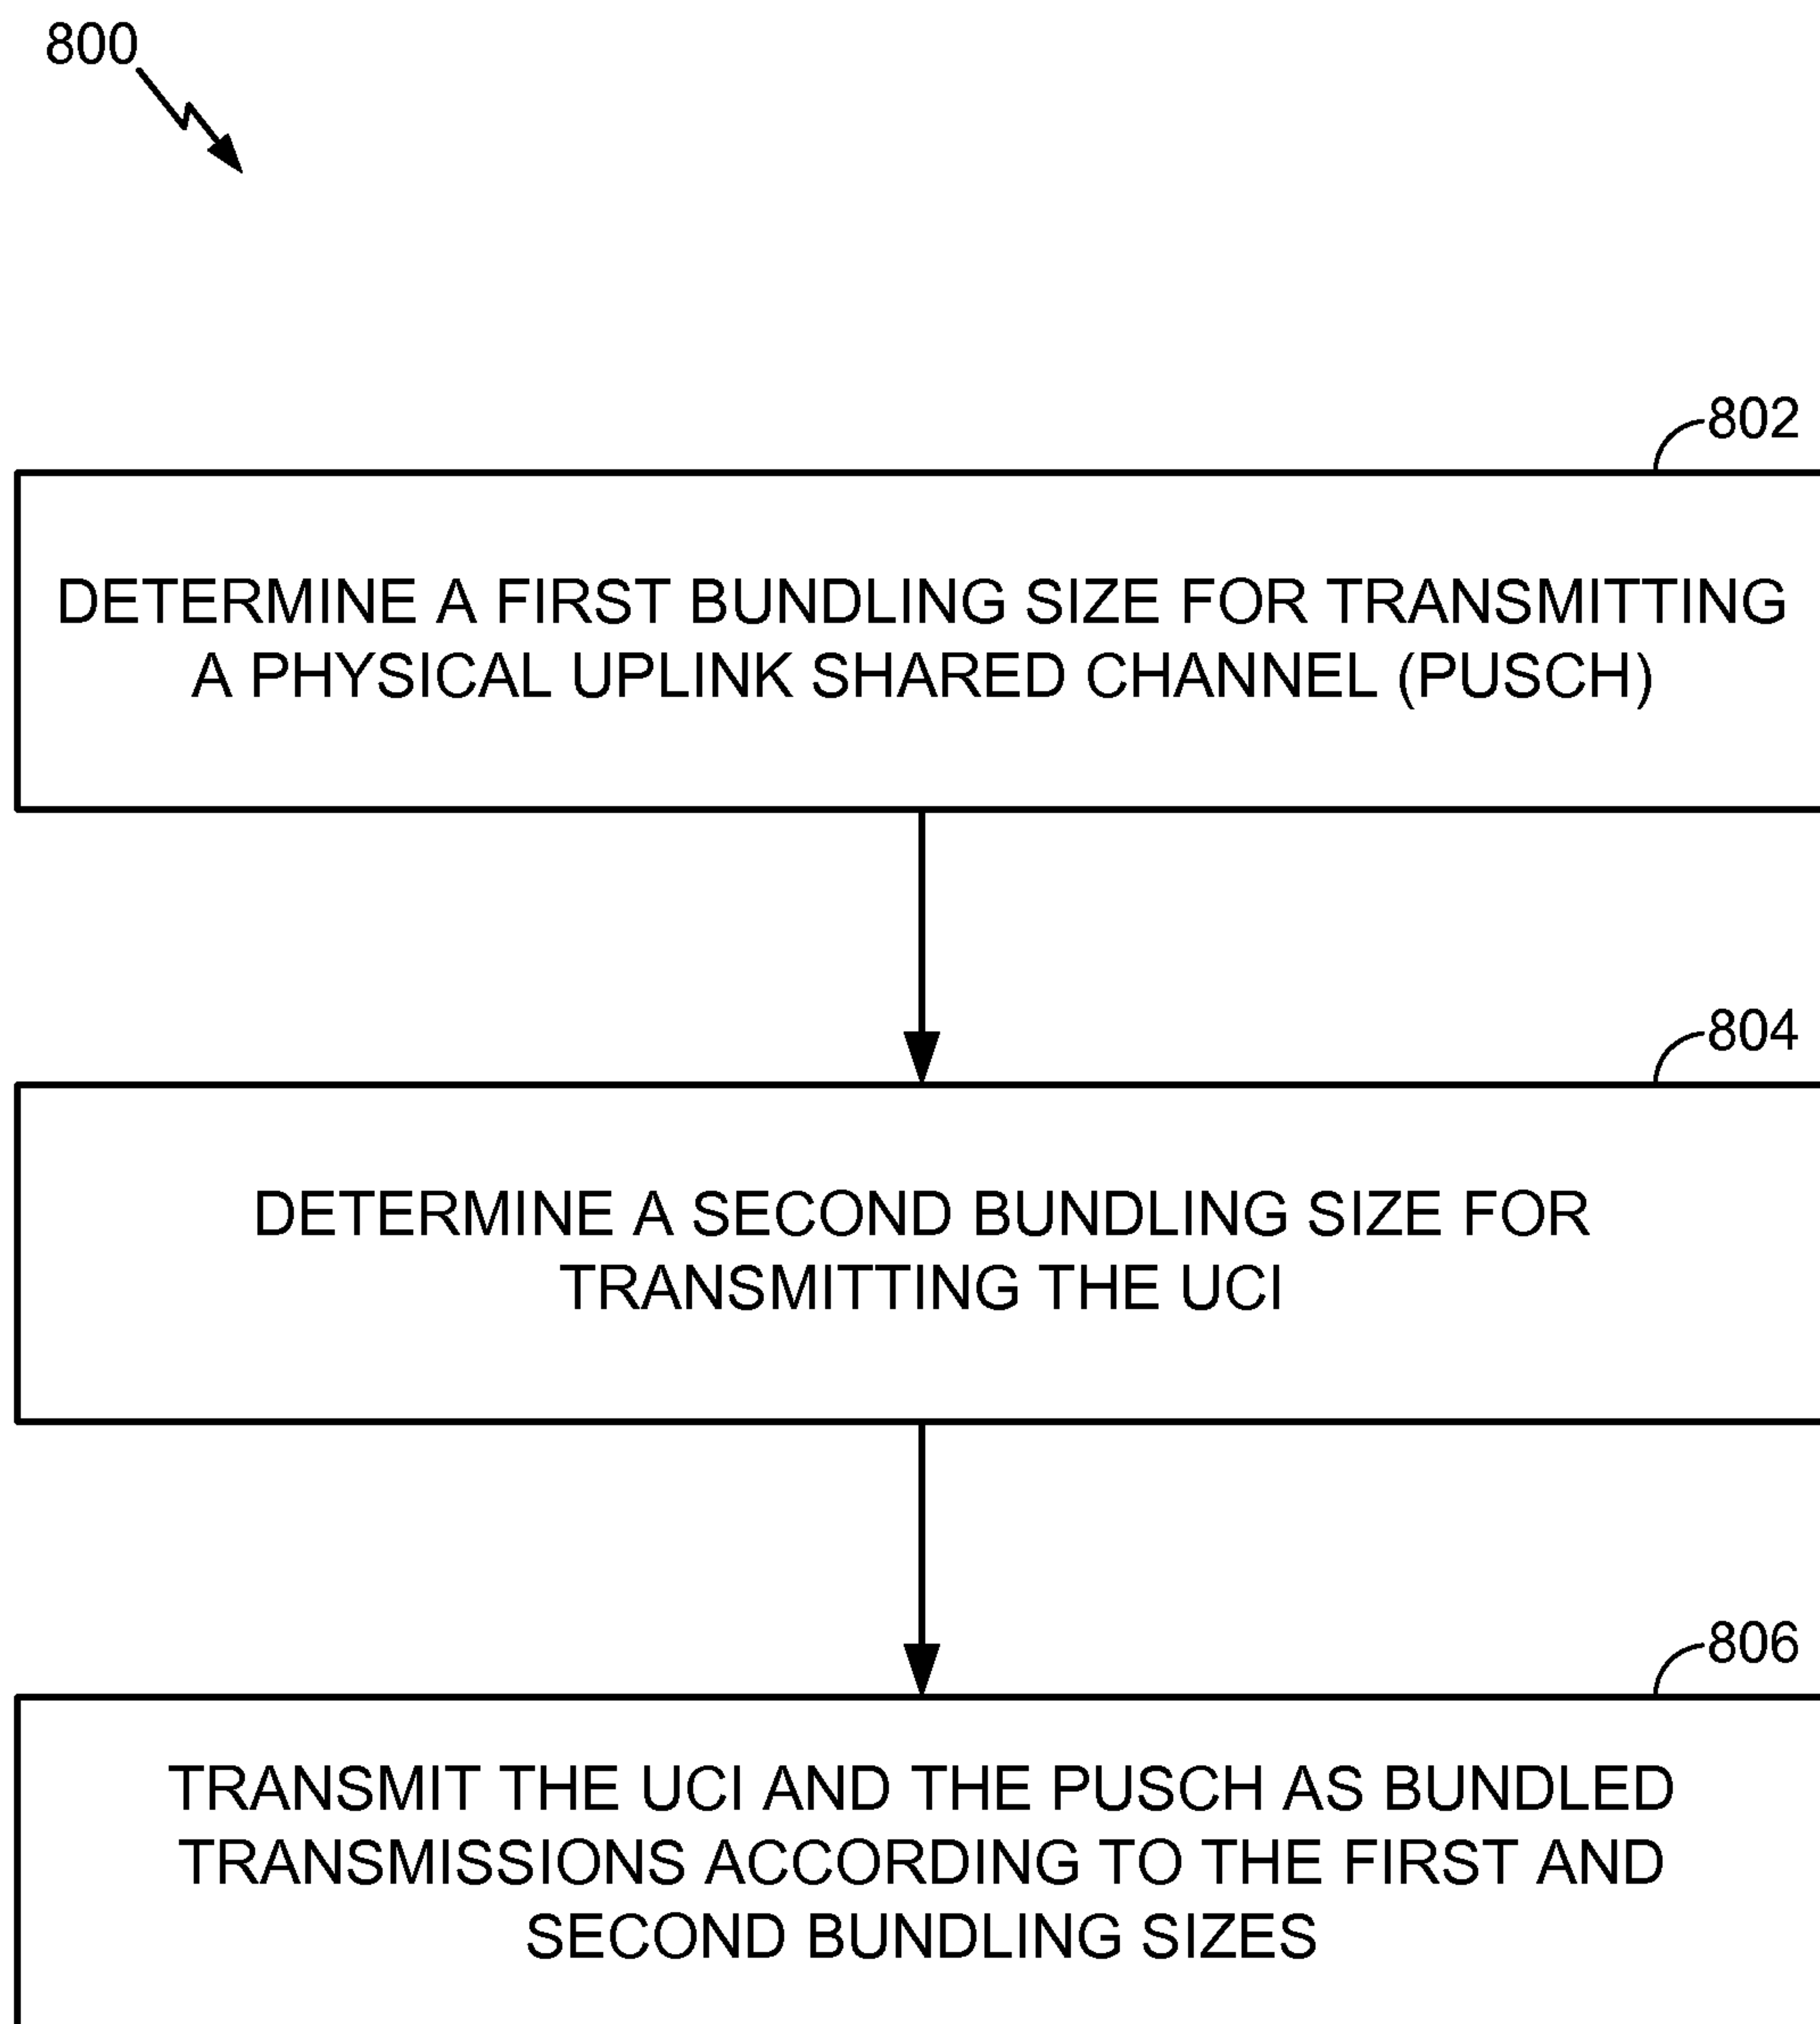 800
802
DETERMINE A FIRST BUNDLING SIZE FOR TRANSMITTING
A PHYSICAL UPLINK SHARED CHANNEL (PUSCH)
804
DETERMINE A SECOND BUNDLING SIZE FOR
TRANSMITTING THE UCI
806
TRANSMIT THE UCI AND THE PUSCH AS BUNDLED
TRANSMISSIONS ACCORDING TO THE FIRST AND
SECOND BUNDLING SIZES